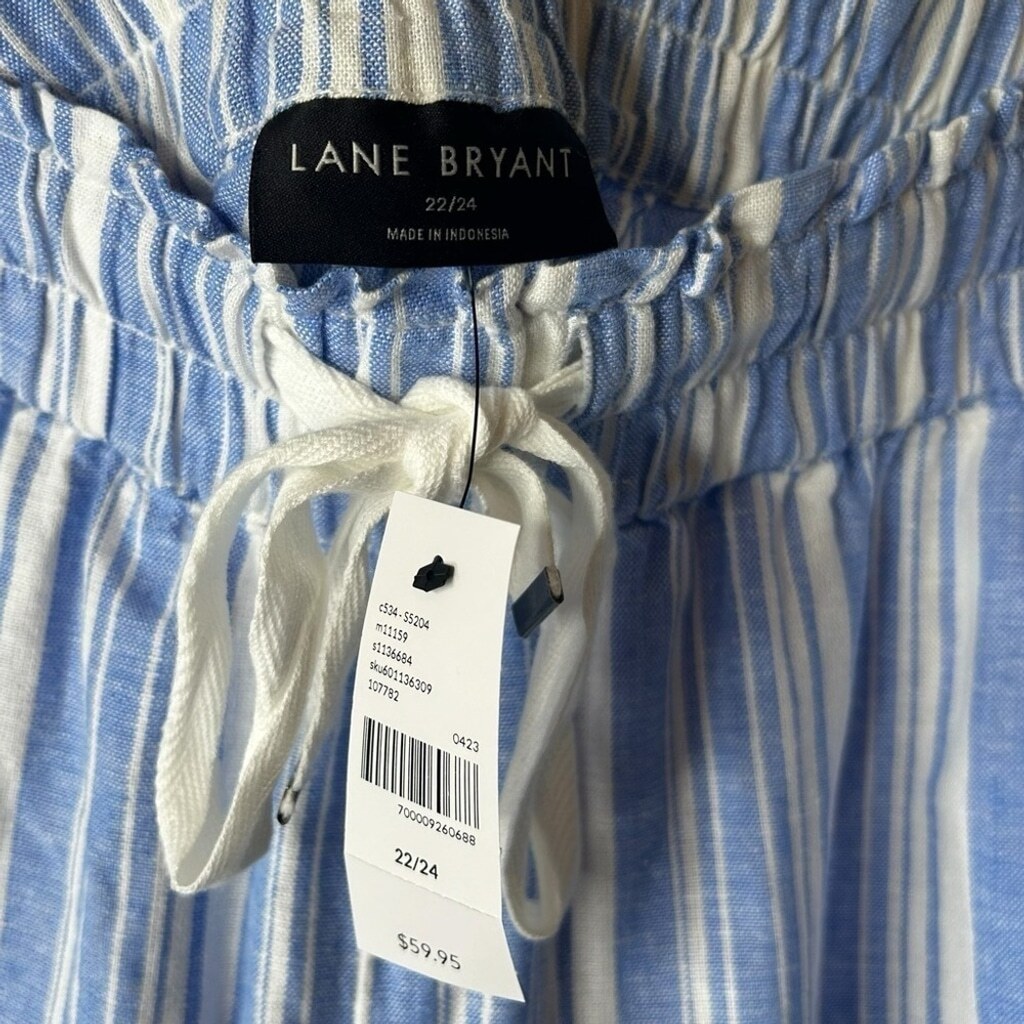 LANE BRYANT
22/24
MADE IN INDONESIA
c534-S5204
m11159
s1136684
sku601136309
107782
0423
700009260688
22/24
$59.95